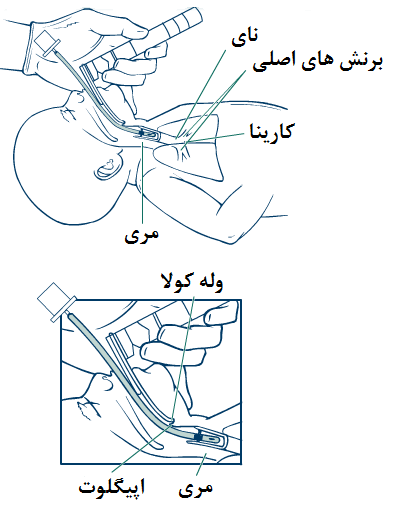 نای
برنش های اصلی
کارینا
مری
وله کولا
اپیگلوت
مری